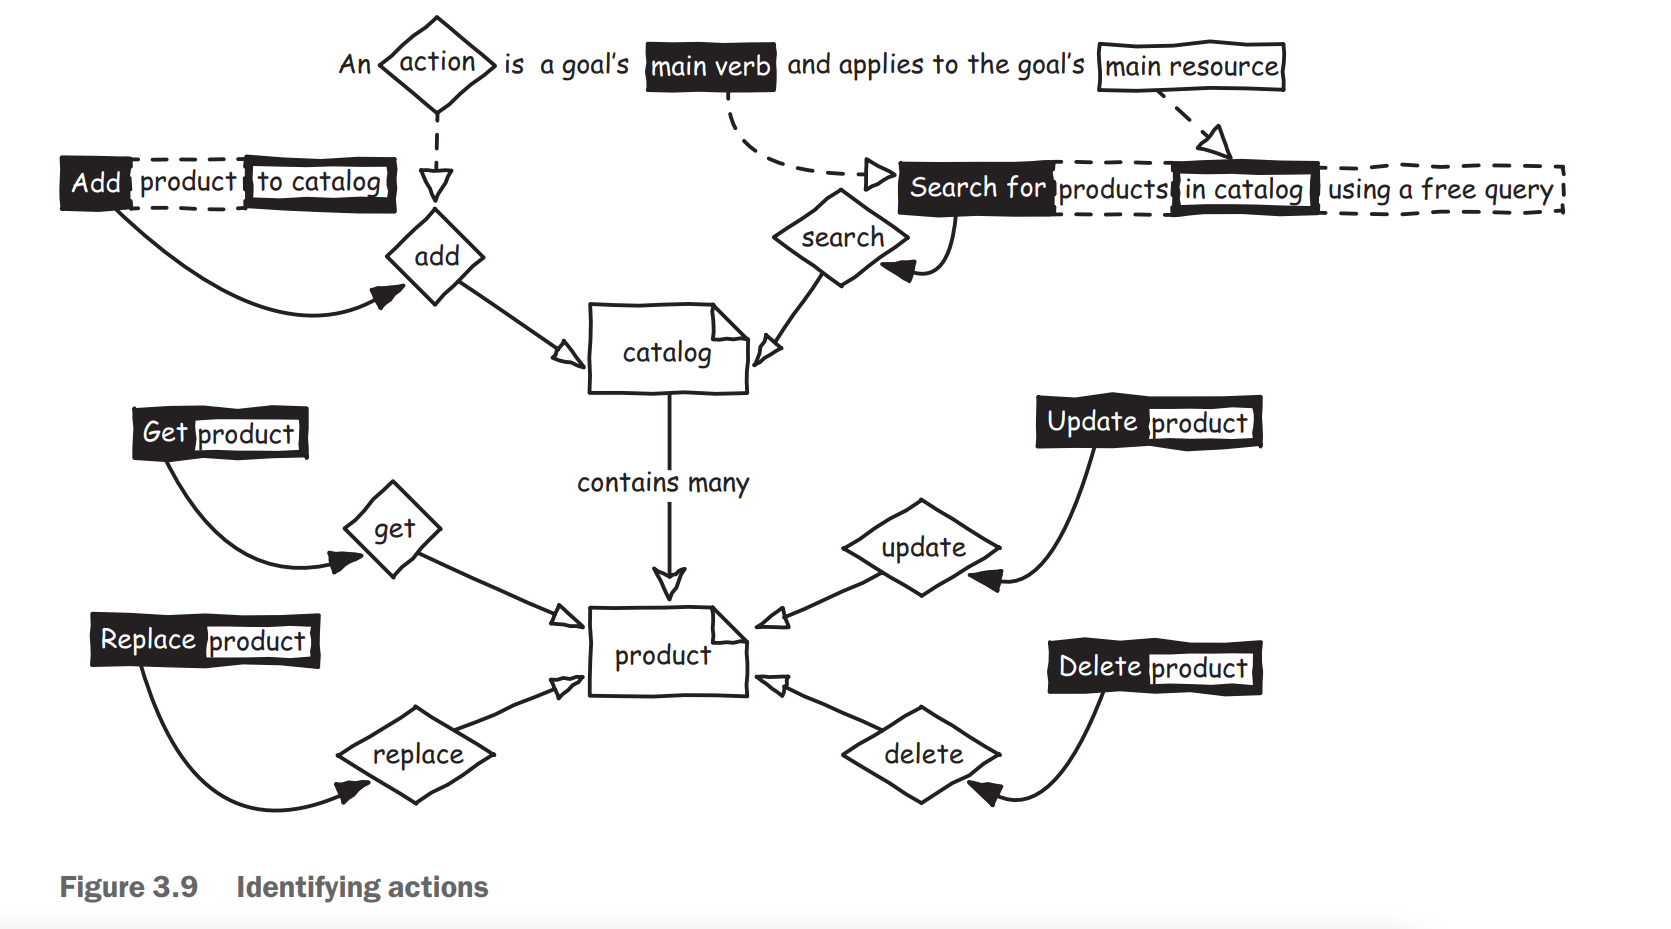 An action is a goal's main verb and applies to the goal's main resource
Add product to catalog
Search for products in catalog using a free query
add
search
catalog
Get product
Update product
contains many
get
update
Replace product
product
Delete product
replace
delete
Figure 3.9 Identifying actions